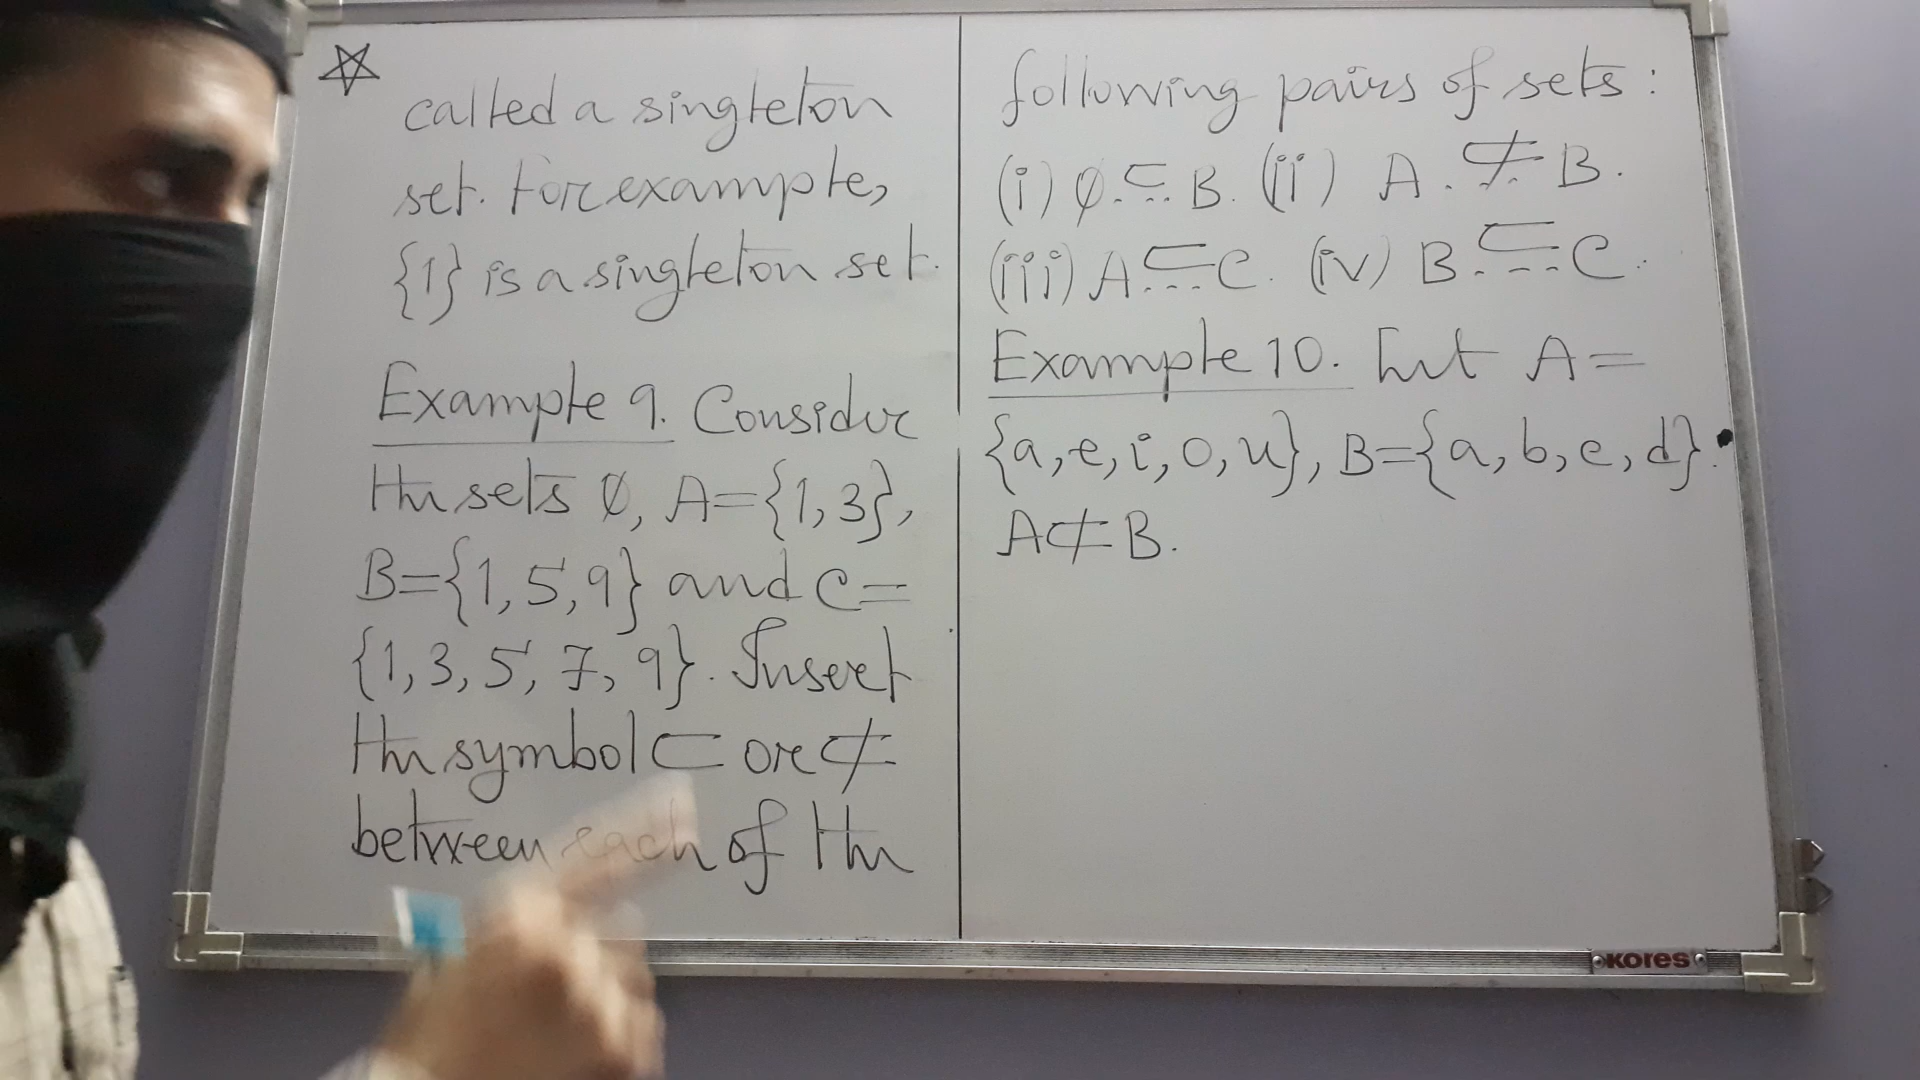 called a singleton
set. For example,
{1} is a singleton set.
Example 9. Consider
the sets ∅, A={1,3},
B={1,5,9} and C=
{1,3,5,7,9}. Insert
the symbol ⊂ or ⊄
between each of the
following pairs of sets:
(i) ∅.⊂.. B. (ii) A . ⊄.. B.
(iii) A..⊂..C. (iv) B.⊂...C.
Example 10. Let A=
{a,e,i,o,u}, B={a,b,c,d}.
A⊄B.
KORES